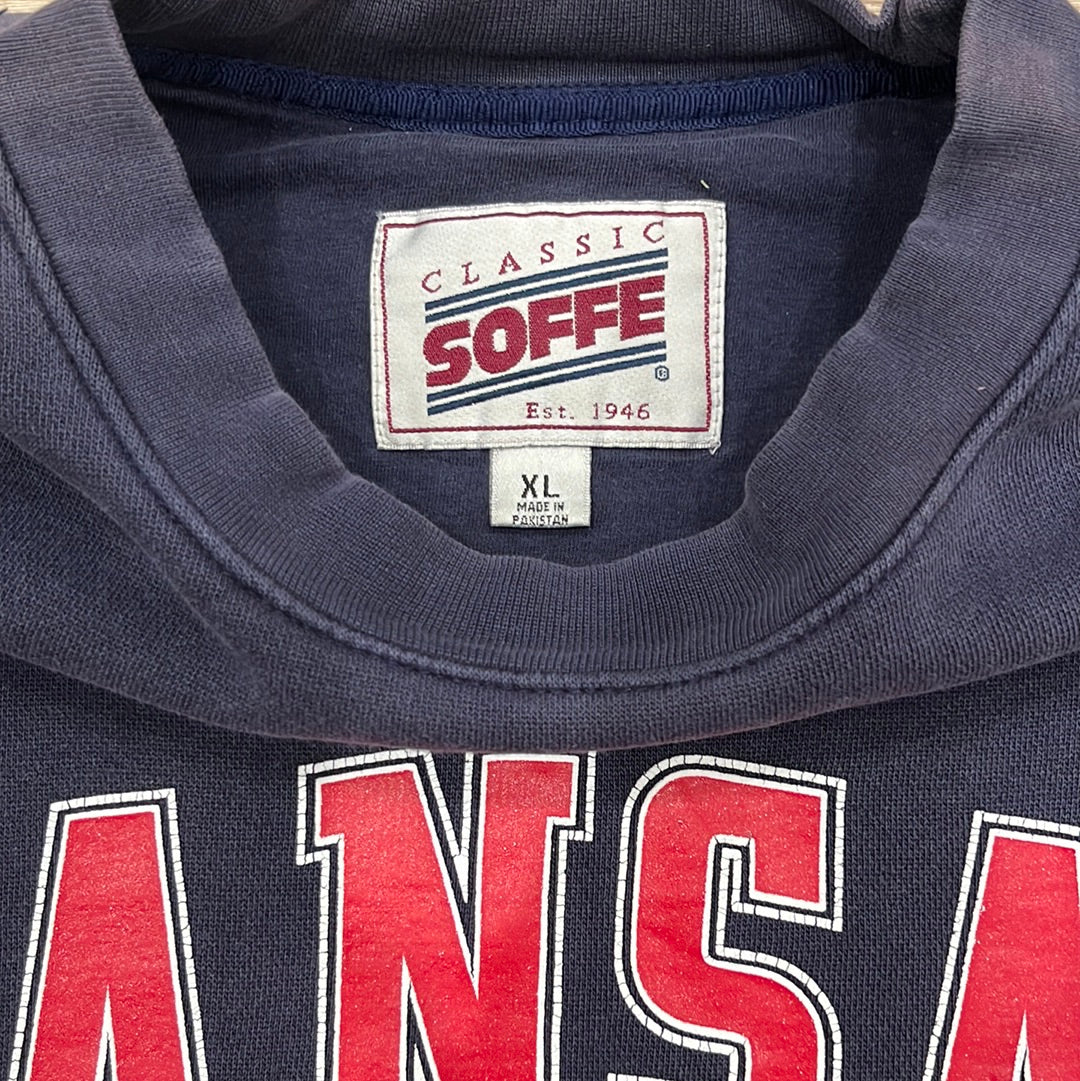 CLASSIC
SOFFE
®
Est. 1946
XL
MADE IN
PAKISTAN
ANSA